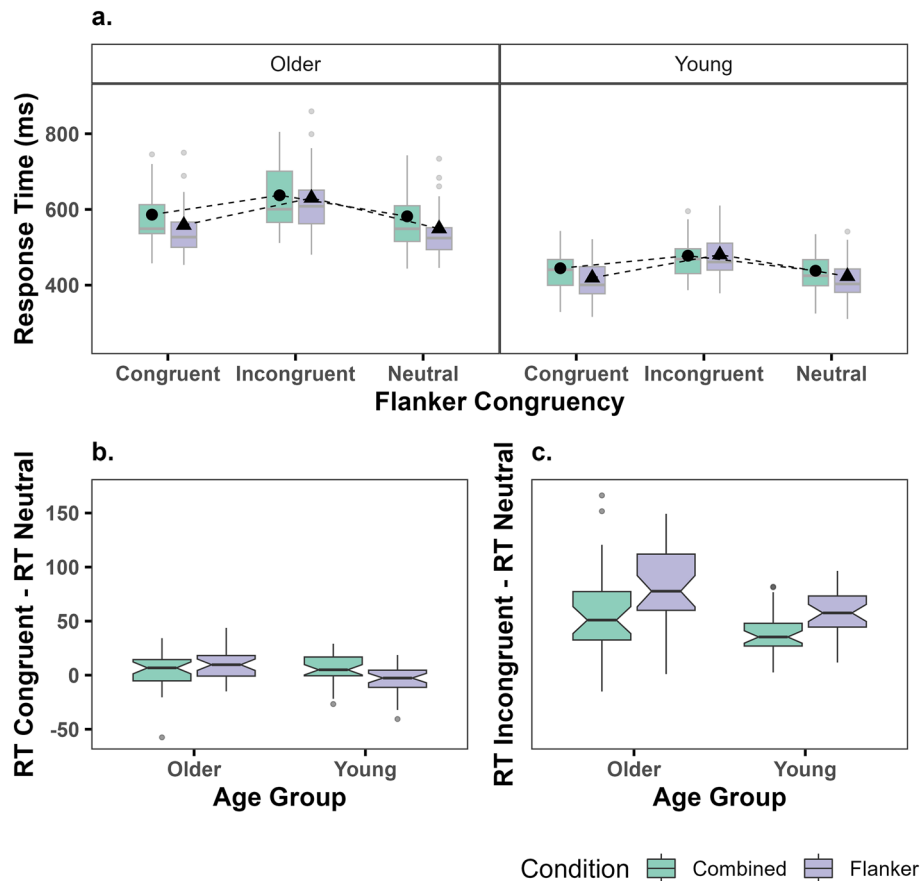 a.
Older
Young
Response Time (ms)
800
600
400
Congruent Incongruent Neutral
Congruent Incongruent Neutral
Flanker Congruency
b.
RT Congruent - RT Neutral
150
100
50
0
-50
Older
Young
Age Group
c.
RT Incongruent - RT Neutral
Older
Young
Age Group
Condition Combined Flanker